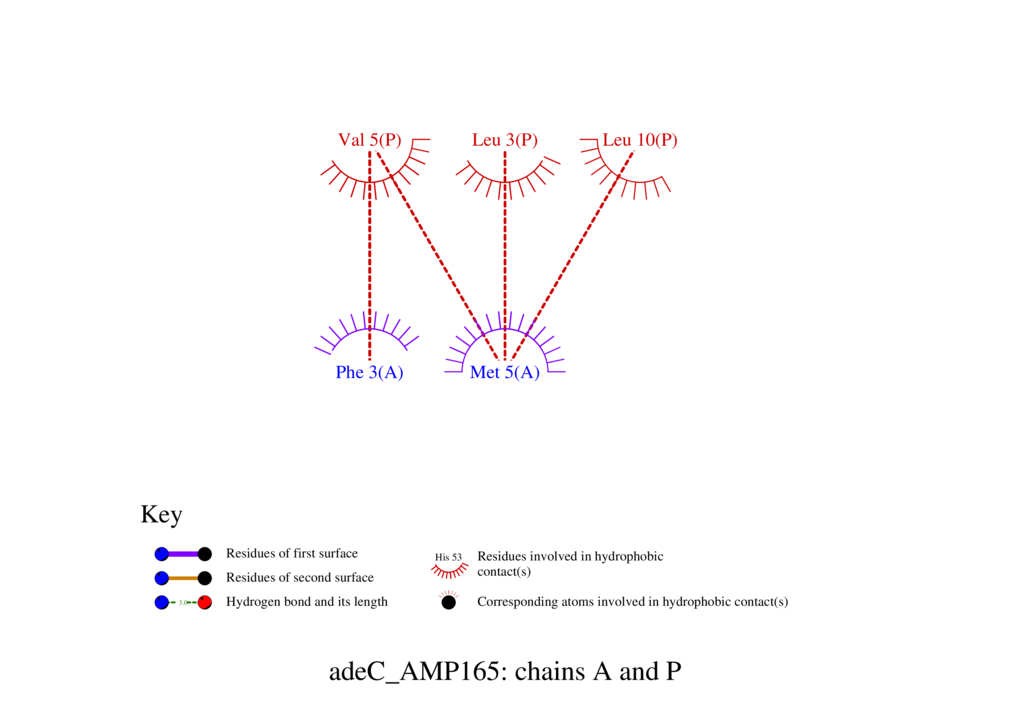 Val 5(P) Leu 3(P) Leu 10(P)
Phe 3(A) Met 5(A)
Key
Residues of first surface
Residues of second surface
3.0
Hydrogen bond and its length
His 53
Residues involved in hydrophobic
contact(s)
Corresponding atoms involved in hydrophobic contact(s)
adeC_AMP165: chains A and P